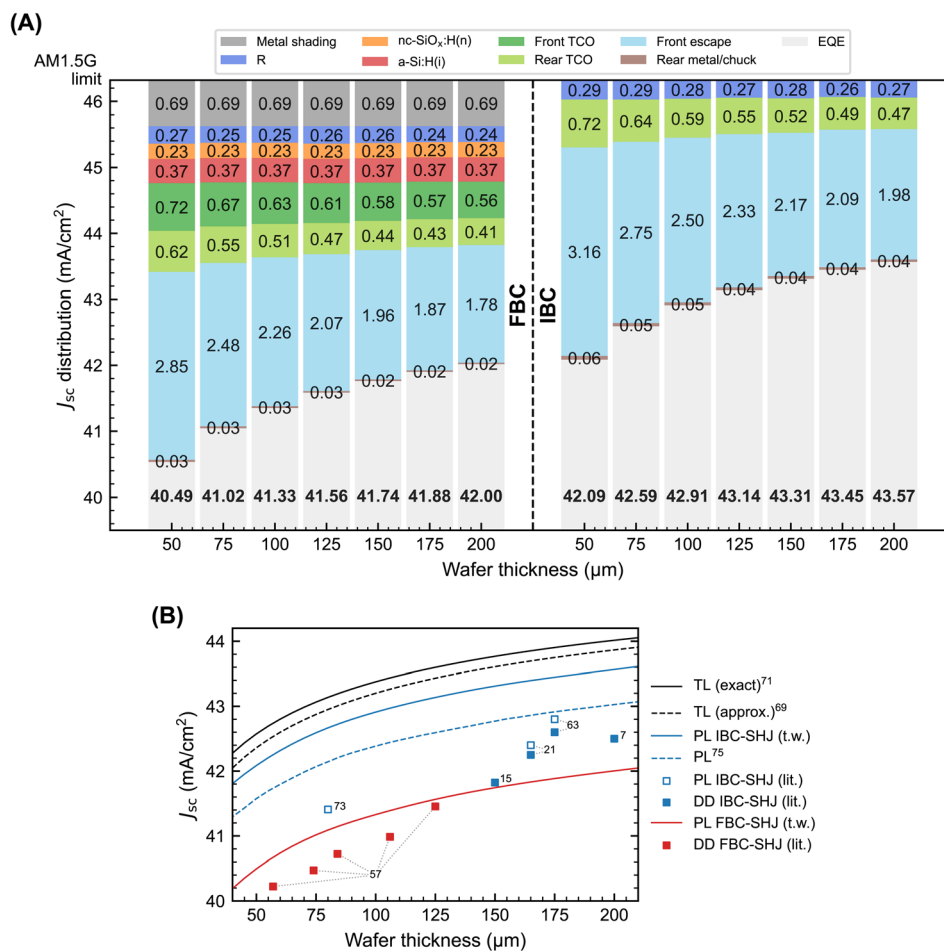 (A)
Metal shading nc-SiOx:H(n) Front TCO Front escape EQE
R a-Si:H(i) Rear TCO Rear metal/chuck
AM1.5G
limit
0.69 0.69 0.69 0.69 0.69 0.69 0.69 0.29 0.29 0.28 0.27 0.28 0.26 0.27
0.27 0.25 0.25 0.26 0.26 0.24 0.24 0.72 0.64 0.59 0.55 0.52 0.49 0.47
0.23 0.23 0.23 0.23 0.23 0.23 0.23
0.37 0.37 0.37 0.37 0.37 0.37 0.37
0.72 0.67 0.63 0.61 0.58 0.57 0.56
0.62 0.55 0.51 0.47 0.44 0.43 0.41
3.16 2.75 2.50 2.33 2.17 2.09 1.98
2.85 2.48 2.26 2.07 1.96 1.87 1.78
0.06 0.05 0.05 0.04 0.04 0.04 0.04
0.03 0.03 0.03 0.03 0.02 0.02 0.02
FBC
IBC
40.49 41.02 41.33 41.56 41.74 41.88 42.00 42.09 42.59 42.91 43.14 43.31 43.45 43.57
46
45
44
43
42
41
40
Jsc distribution (mA/cm2)
50 75 100 125 150 175 200 50 75 100 125 150 175 200
Wafer thickness (μm)
(B)
44
43
42
41
40
Jsc (mA/cm2)
63
7
21
15
73
57
50 75 100 125 150 175 200
Wafer thickness (μm)
TL (exact)71
TL (approx.)69
PL IBC-SHJ (t.w.)
PL75
PL IBC-SHJ (lit.)
DD IBC-SHJ (lit.)
PL FBC-SHJ (t.w.)
DD FBC-SHJ (lit.)